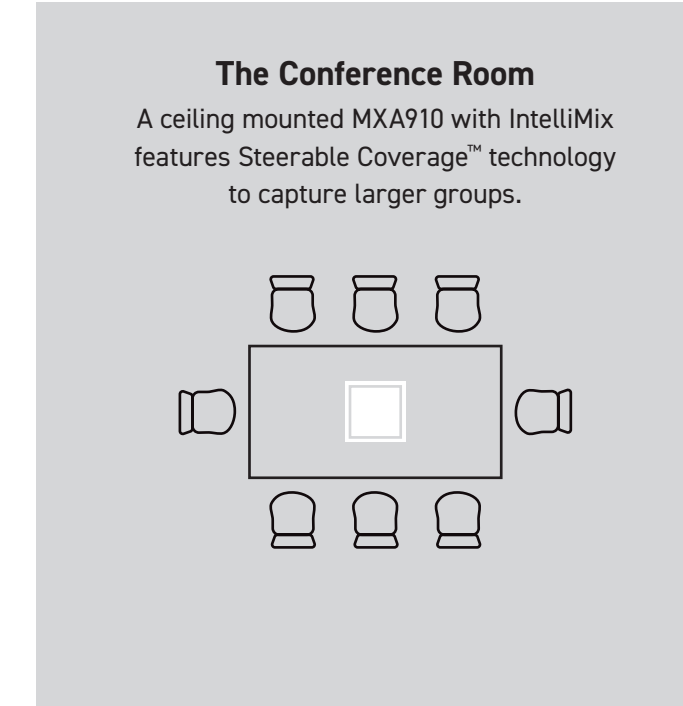 The Conference Room
A ceiling mounted MXA910 with IntelliMix
features Steerable Coverage™ technology
to capture larger groups.